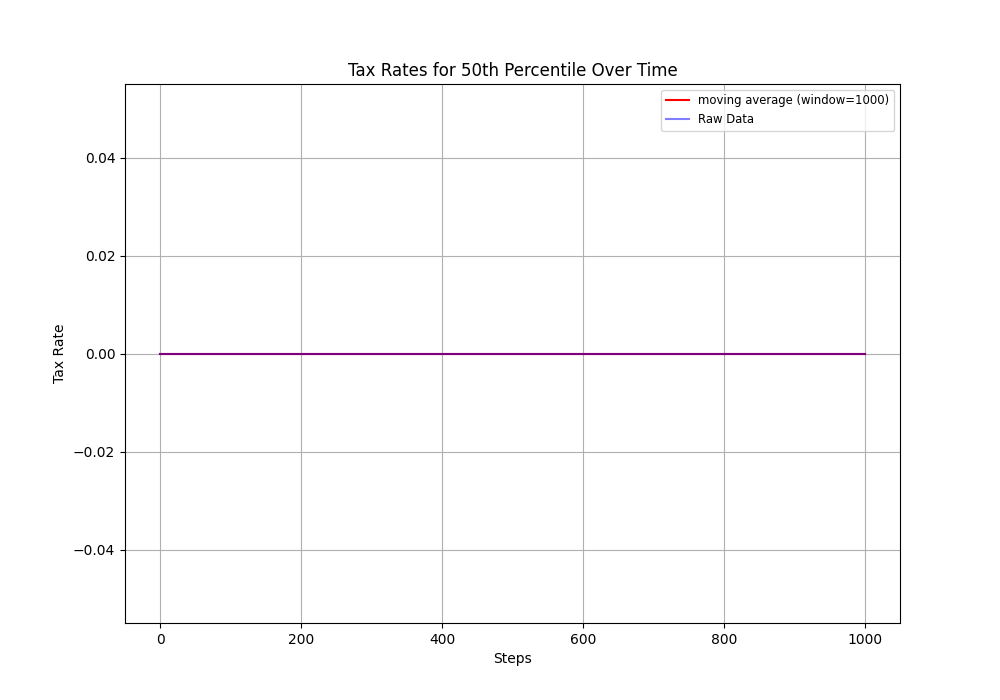 Tax Rates for 50th Percentile Over Time
moving average (window=1000)
Raw Data
0.04
0.02
0.00
−0.02
−0.04
Tax Rate
0 200 400 600 800 1000
Steps